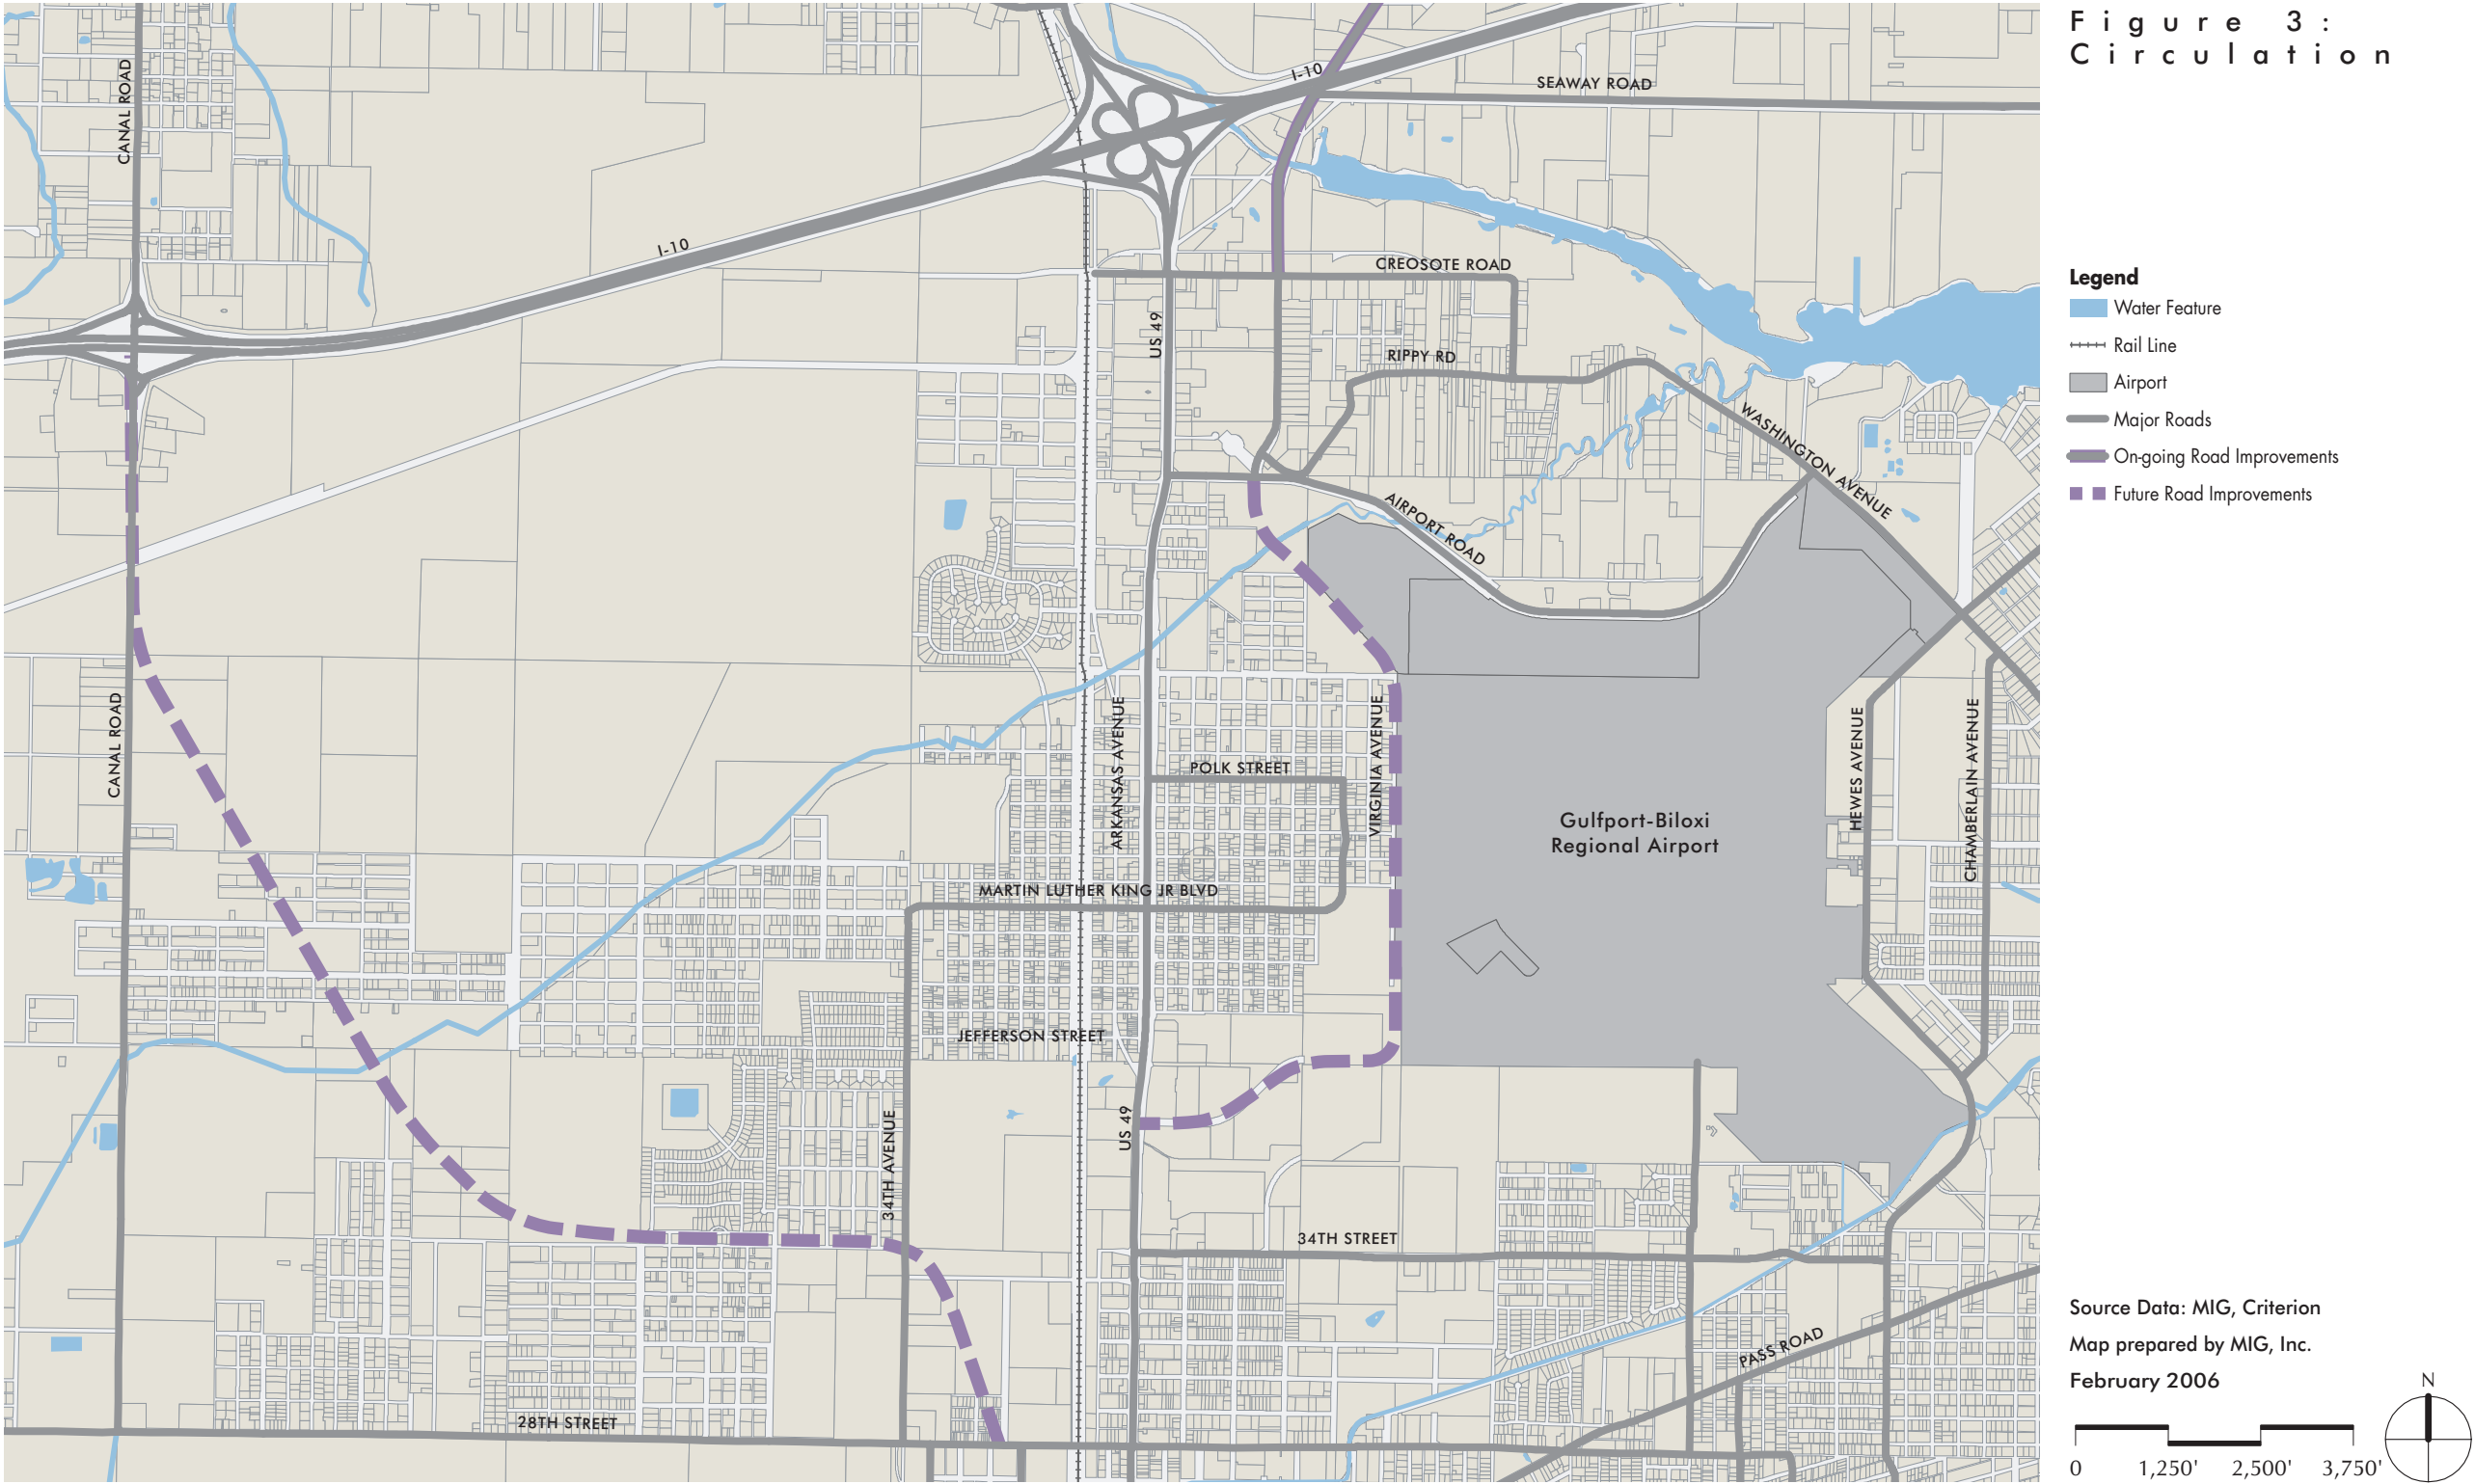 Figure 3:
Circulation
CANAL ROAD
I-10
SEAWAY ROAD
I-10
CREOSOTE ROAD
US 49
RIPPY RD
WASHINGTON AVENUE
AIRPORT ROAD
CANAL ROAD
ARKANSAS AVENUE
VIRGINIA AVENUE
HEWES AVENUE
CHAMBERLAIN AVENUE
POLK STREET
Gulfport-Biloxi
Regional Airport
MARTIN LUTHER KING JR BLVD
JEFFERSON STREET
34TH AVENUE
US 49
34TH STREET
PASS ROAD
28TH STREET
Legend
Water Feature
Rail Line
Airport
Major Roads
On-going Road Improvements
Future Road Improvements
Source Data: MIG, Criterion
Map prepared by MIG, Inc.
February 2006
N
0 1,250' 2,500' 3,750'